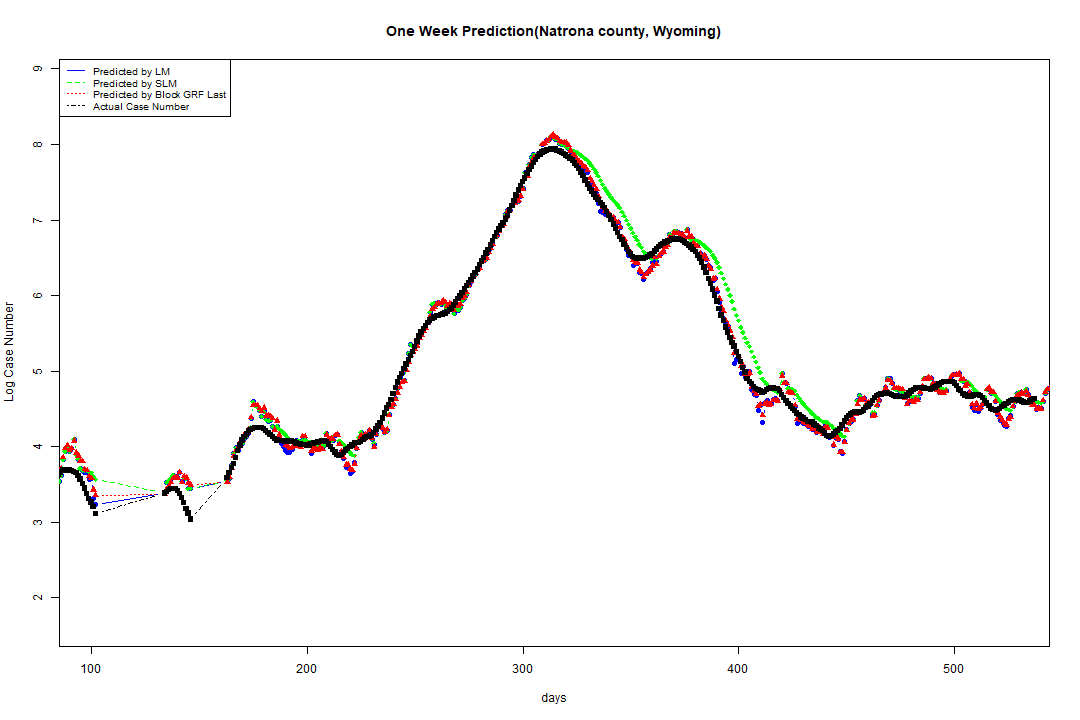 One Week Prediction(Natrona county, Wyoming)
Predicted by LM
Predicted by SLM
Predicted by Block GRF Last
Actual Case Number
9
8
7
6
5
4
3
2
Log Case Number
100 200 300 400 500
days